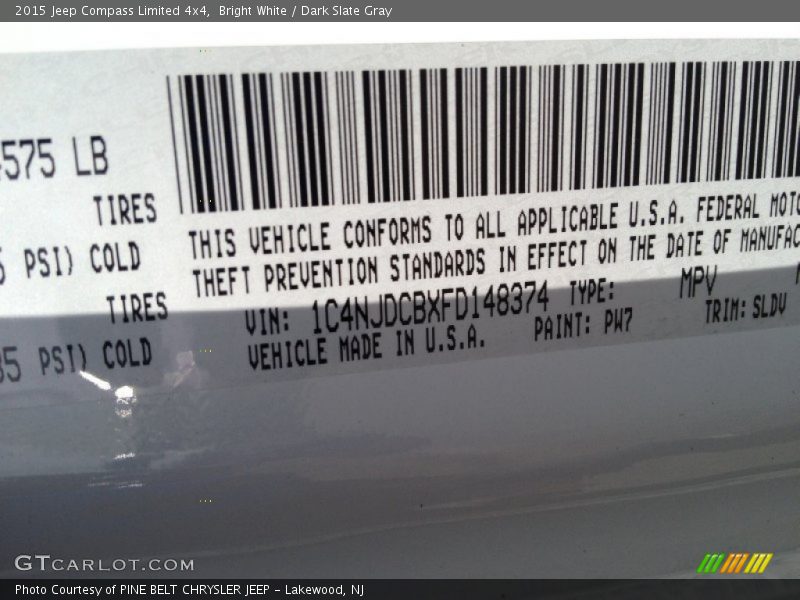 2015 Jeep Compass Limited 4x4, Bright White / Dark Slate Gray
575 LB
TIRES
THIS VEHICLE CONFORMS TO ALL APPLICABLE U.S.A. FEDERAL MOTO
5 PSI) COLD
THEFT PREVENTION STANDARDS IN EFFECT ON THE DATE OF MANUFAC
TIRES
VIN: 1C4NJDCBXFD148374 TYPE: MPV
35 PSI) COLD
VEHICLE MADE IN U.S.A. PAINT: PW7 TRIM: SLDV
GTCARLOT.COM
Photo Courtesy of PINE BELT CHRYSLER JEEP - Lakewood, NJ